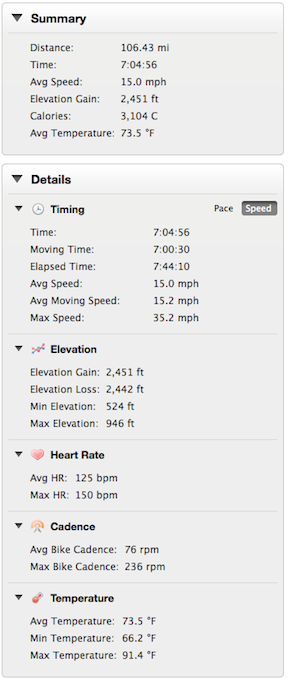 Summary
Distance: 106.43 mi
Time: 7:04:56
Avg Speed: 15.0 mph
Elevation Gain: 2,451 ft
Calories: 3,104 C
Avg Temperature: 73.5 °F
Details
Timing Pace Speed
Time: 7:04:56
Moving Time: 7:00:30
Elapsed Time: 7:44:10
Avg Speed: 15.0 mph
Avg Moving Speed: 15.2 mph
Max Speed: 35.2 mph
Elevation
Elevation Gain: 2,451 ft
Elevation Loss: 2,442 ft
Min Elevation: 524 ft
Max Elevation: 946 ft
Heart Rate
Avg HR: 125 bpm
Max HR: 150 bpm
Cadence
Avg Bike Cadence: 76 rpm
Max Bike Cadence: 236 rpm
Temperature
Avg Temperature: 73.5 °F
Min Temperature: 66.2 °F
Max Temperature: 91.4 °F